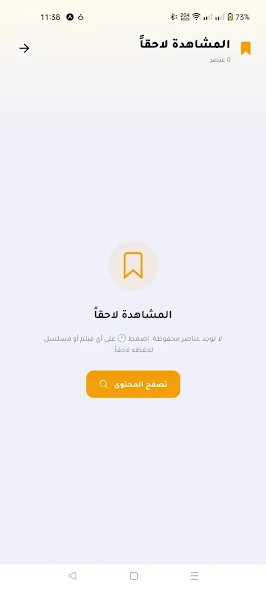 11:38
73%
المشاهدة لاحقاً
0 عنصر
المشاهدة لاحقاً
لا توجد عناصر محفوظة. اضغط على أي فيلم أو مسلسل
لحفظه لاحقاً.
تصفح المحتوى